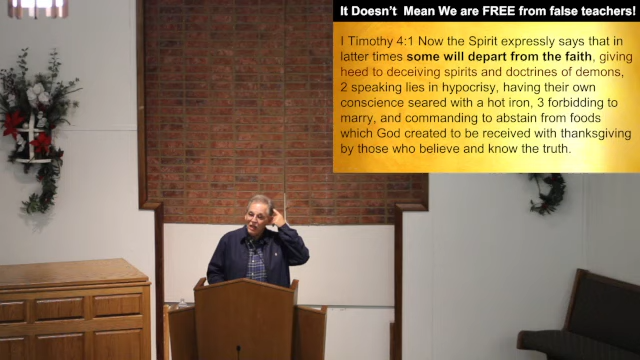 It Doesn't Mean We are FREE from false teachers!
I Timothy 4:1 Now the Spirit expressly says that in
latter times some will depart from the faith, giving
heed to deceiving spirits and doctrines of demons,
2 speaking lies in hypocrisy, having their own
conscience seared with a hot iron, 3 forbidding to
marry, and commanding to abstain from foods
which God created to be received with thanksgiving
by those who believe and know the truth.